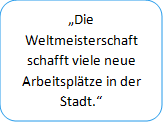 „Die
Weltmeisterschaft
schafft viele neue
Arbeitsplätze in der
Stadt.“